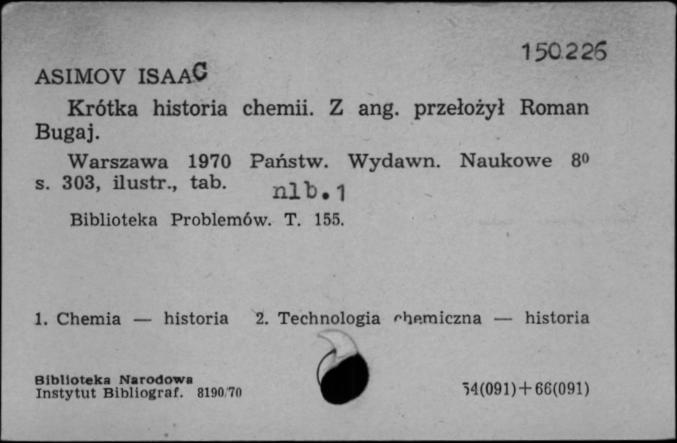 150226
ASIMOV ISAAC
Krótka historia chemii. Z ang. przełożył Roman
Bugaj.
Warszawa 1970 Państw. Wydawn. Naukowe 8⁰
s. 303, ilustr., tab. nlb.1
Biblioteka Problemów. T. 155.
1. Chemia — historia 2. Technologia chemiczna — historia
Biblioteka Narodowa
Instytut Bibliograf. 8190/70 54(091)+66(091)